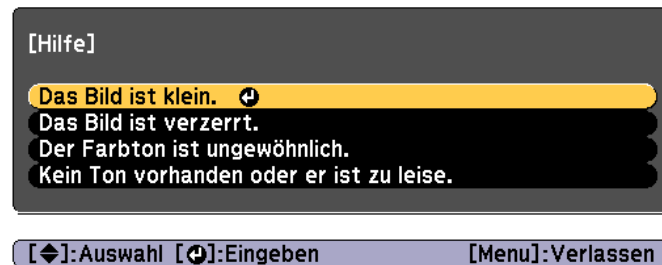 [Hilfe]
Das Bild ist klein.
Das Bild ist verzerrt.
Der Farbton ist ungewöhnlich.
Kein Ton vorhanden oder er ist zu leise.
[◆]:Auswahl [↵]:Eingeben [Menu]:Verlassen